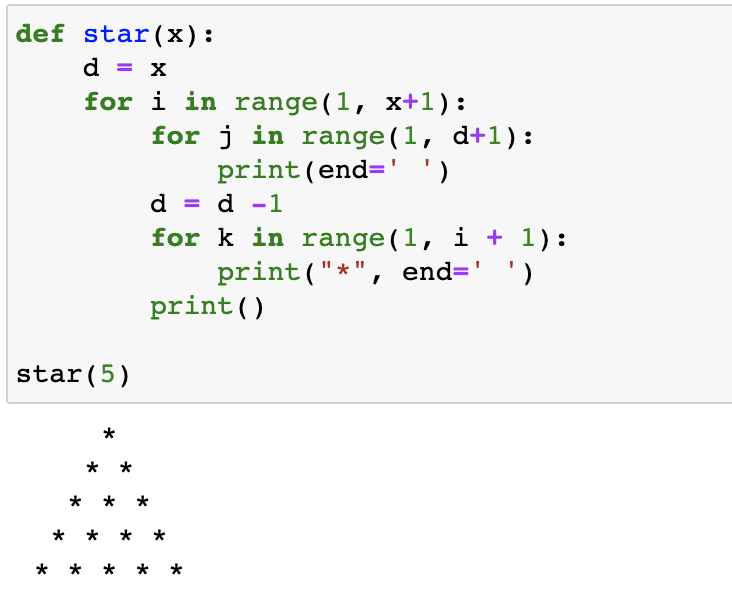 def star(x):
    d = x
    for i in range(1, x+1):
        for j in range(1, d+1):
            print(end=' ')
        d = d -1
        for k in range(1, i + 1):
            print("*", end=' ')
        print()

star(5)

     *
    * *
   * * *
  * * * *
 * * * * *